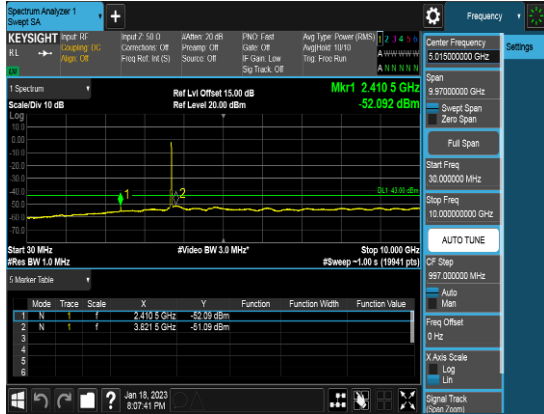 Spectrum Analyzer 1
Swept SA
Frequency
KEYSIGHT Input: RF Input Z: 50 Ω #Atten: 20 dB PNO: Fast Avg Type: Power (RMS) 1 2 3 4 5 6
RL Coupling: DC Corrections: Off Preamp: Off Gate: Off Avg|Hold: 10/10 A W W W W W
Align: Off Freq Ref: Int (S) Source: Off IF Gain: Low Trig: Free Run
Sig Track: Off A N N N N N
1 Spectrum
Ref Lvl Offset 15.00 dB Mkr1 2.410 5 GHz
Scale/Div 10 dB Ref Level 20.00 dBm -52.092 dBm
Log
10.0
0.00
-10.0
-20.0
-30.0
-40.0
DL1 -43.00 dBm
1
2
-50.0
-60.0
-70.0
Start 30 MHz #Video BW 3.0 MHz* Stop 10.000 GHz
#Res BW 1.0 MHz #Sweep ~1.00 s (19941 pts)
5 Marker Table
Mode Trace Scale X Y Function Function Width Function Value
1 N 1 f 2.410 5 GHz -52.09 dBm
2 N 1 f 3.821 5 GHz -51.09 dBm
3
4
5
6
Jan 18, 2023
8:07:41 PM
Center Frequency
5.015000000 GHz
Settings
Span
9.97000000 GHz
Swept Span
Zero Span
Full Span
Start Freq
30.000000 MHz
Stop Freq
10.000000000 GHz
AUTO TUNE
CF Step
997.000000 MHz
Auto
Man
Freq Offset
0 Hz
X Axis Scale
Log
Lin
Signal Track
(Span Zoom)